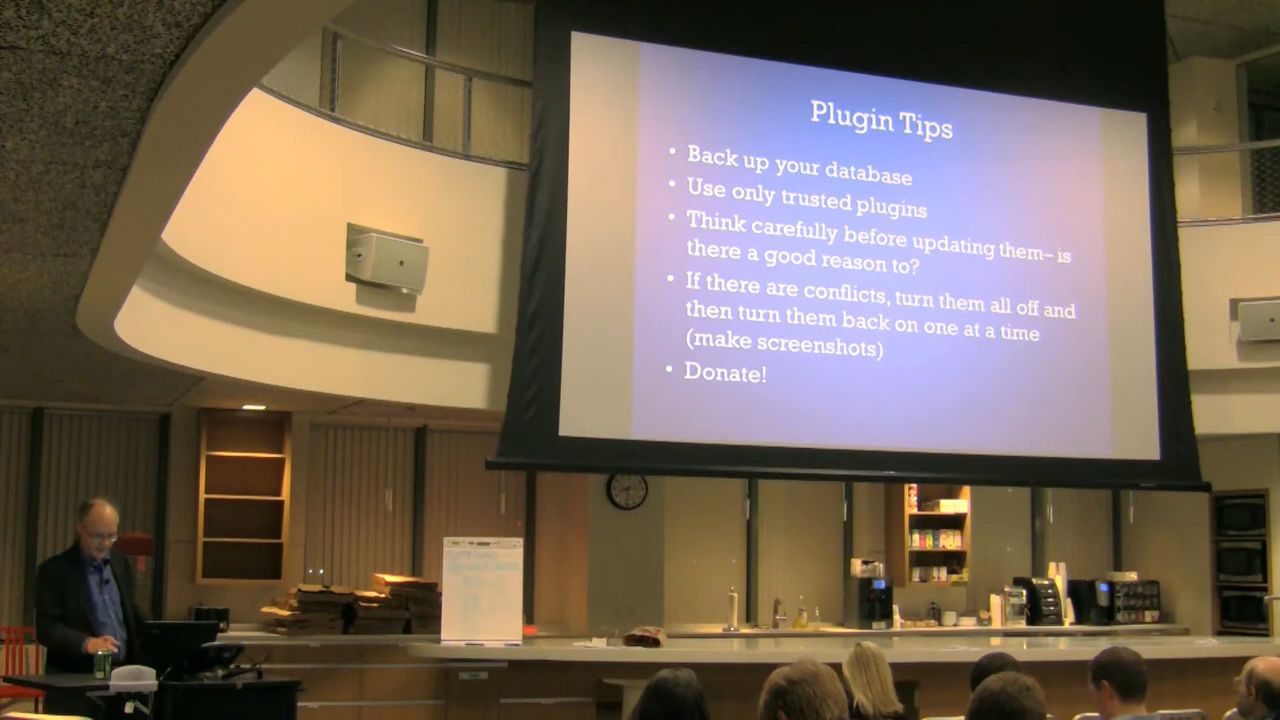 Plugin Tips
• Back up your database
• Use only trusted plugins
• Think carefully before updating them– is
there a good reason to?
• If there are conflicts, turn them all off and
then turn them back on one at a time
(make screenshots)
• Donate!